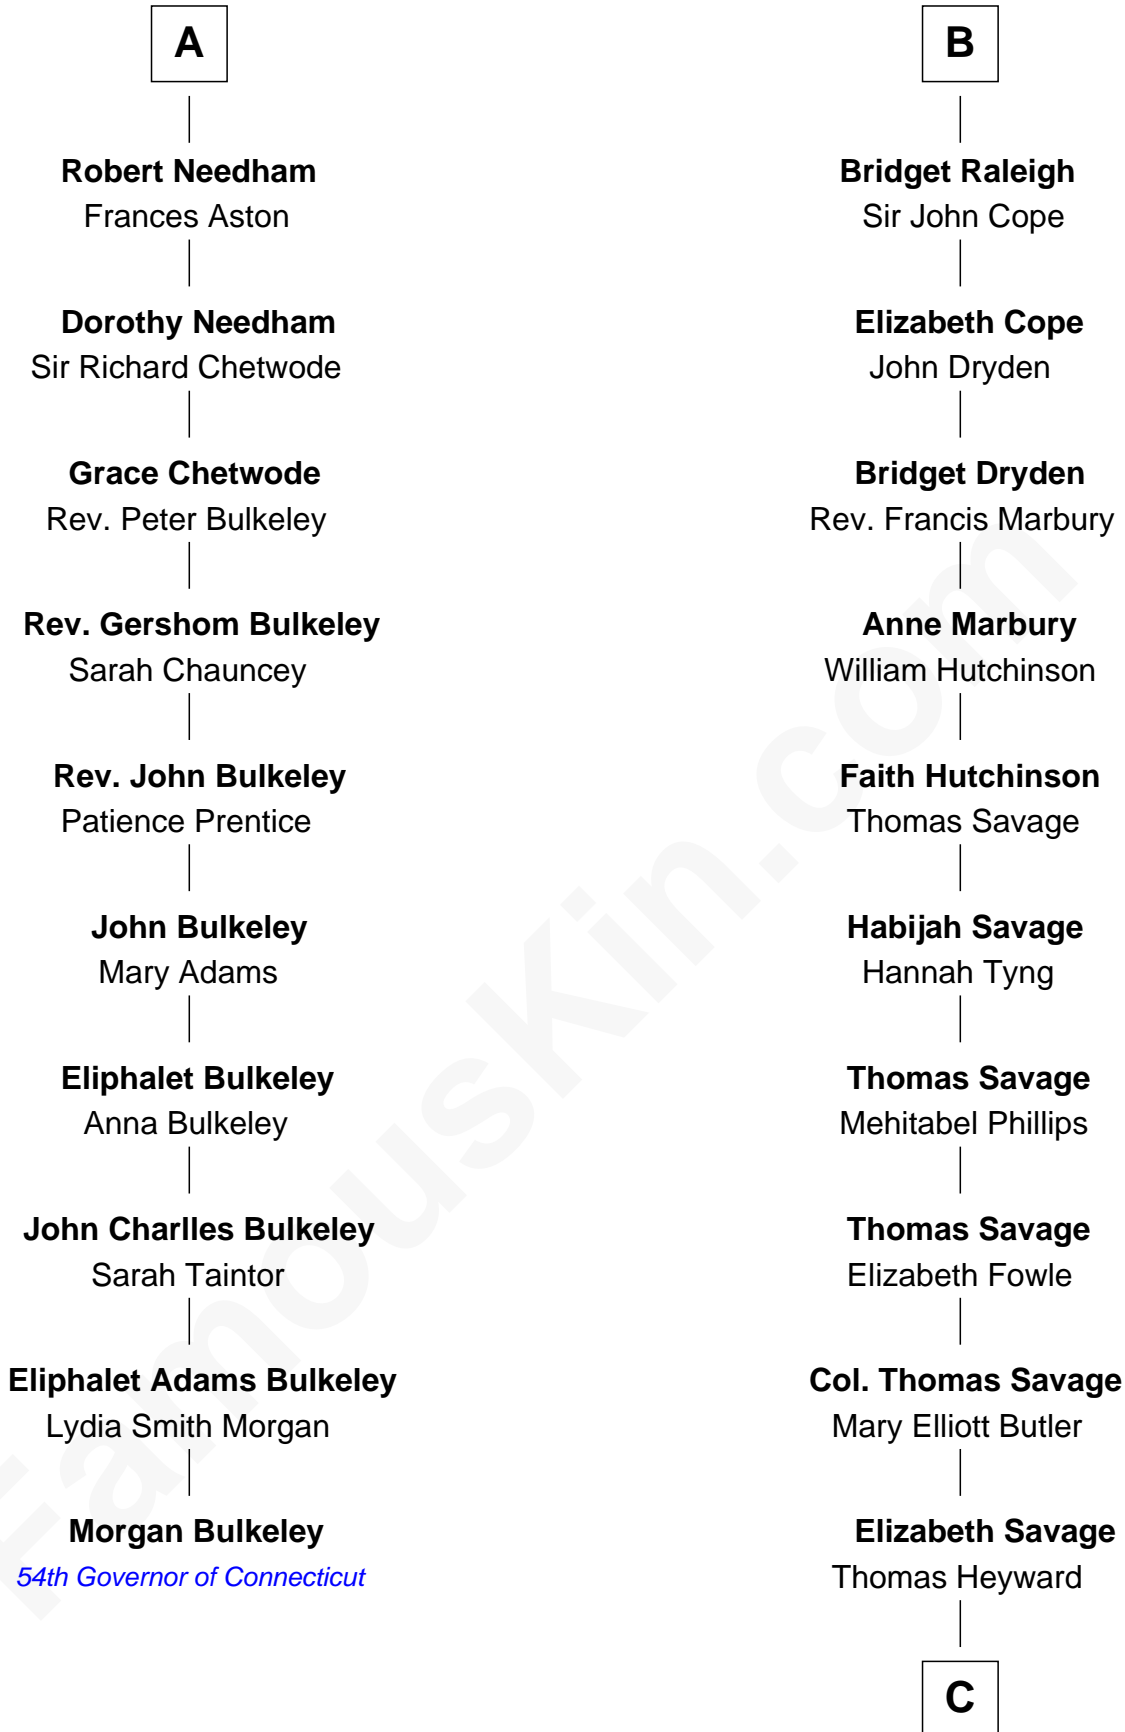 A
Robert Needham
Frances Aston
Dorothy Needham
Sir Richard Chetwode
Grace Chetwode
Rev. Peter Bulkeley
Rev. Gershom Bulkeley
Sarah Chauncey
Rev. John Bulkeley
Patience Prentice
John Bulkeley
Mary Adams
Eliphalet Bulkeley
Anna Bulkeley
John Charlles Bulkeley
Sarah Taintor
Eliphalet Adams Bulkeley
Lydia Smith Morgan
Morgan Bulkeley
54th Governor of Connecticut
B
Bridget Raleigh
Sir John Cope
Elizabeth Cope
John Dryden
Bridget Dryden
Rev. Francis Marbury
Anne Marbury
William Hutchinson
Faith Hutchinson
Thomas Savage
Habijah Savage
Hannah Tyng
Thomas Savage
Mehitabel Phillips
Thomas Savage
Elizabeth Fowle
Col. Thomas Savage
Mary Elliott Butler
Elizabeth Savage
Thomas Heyward
C
FamousKin.com